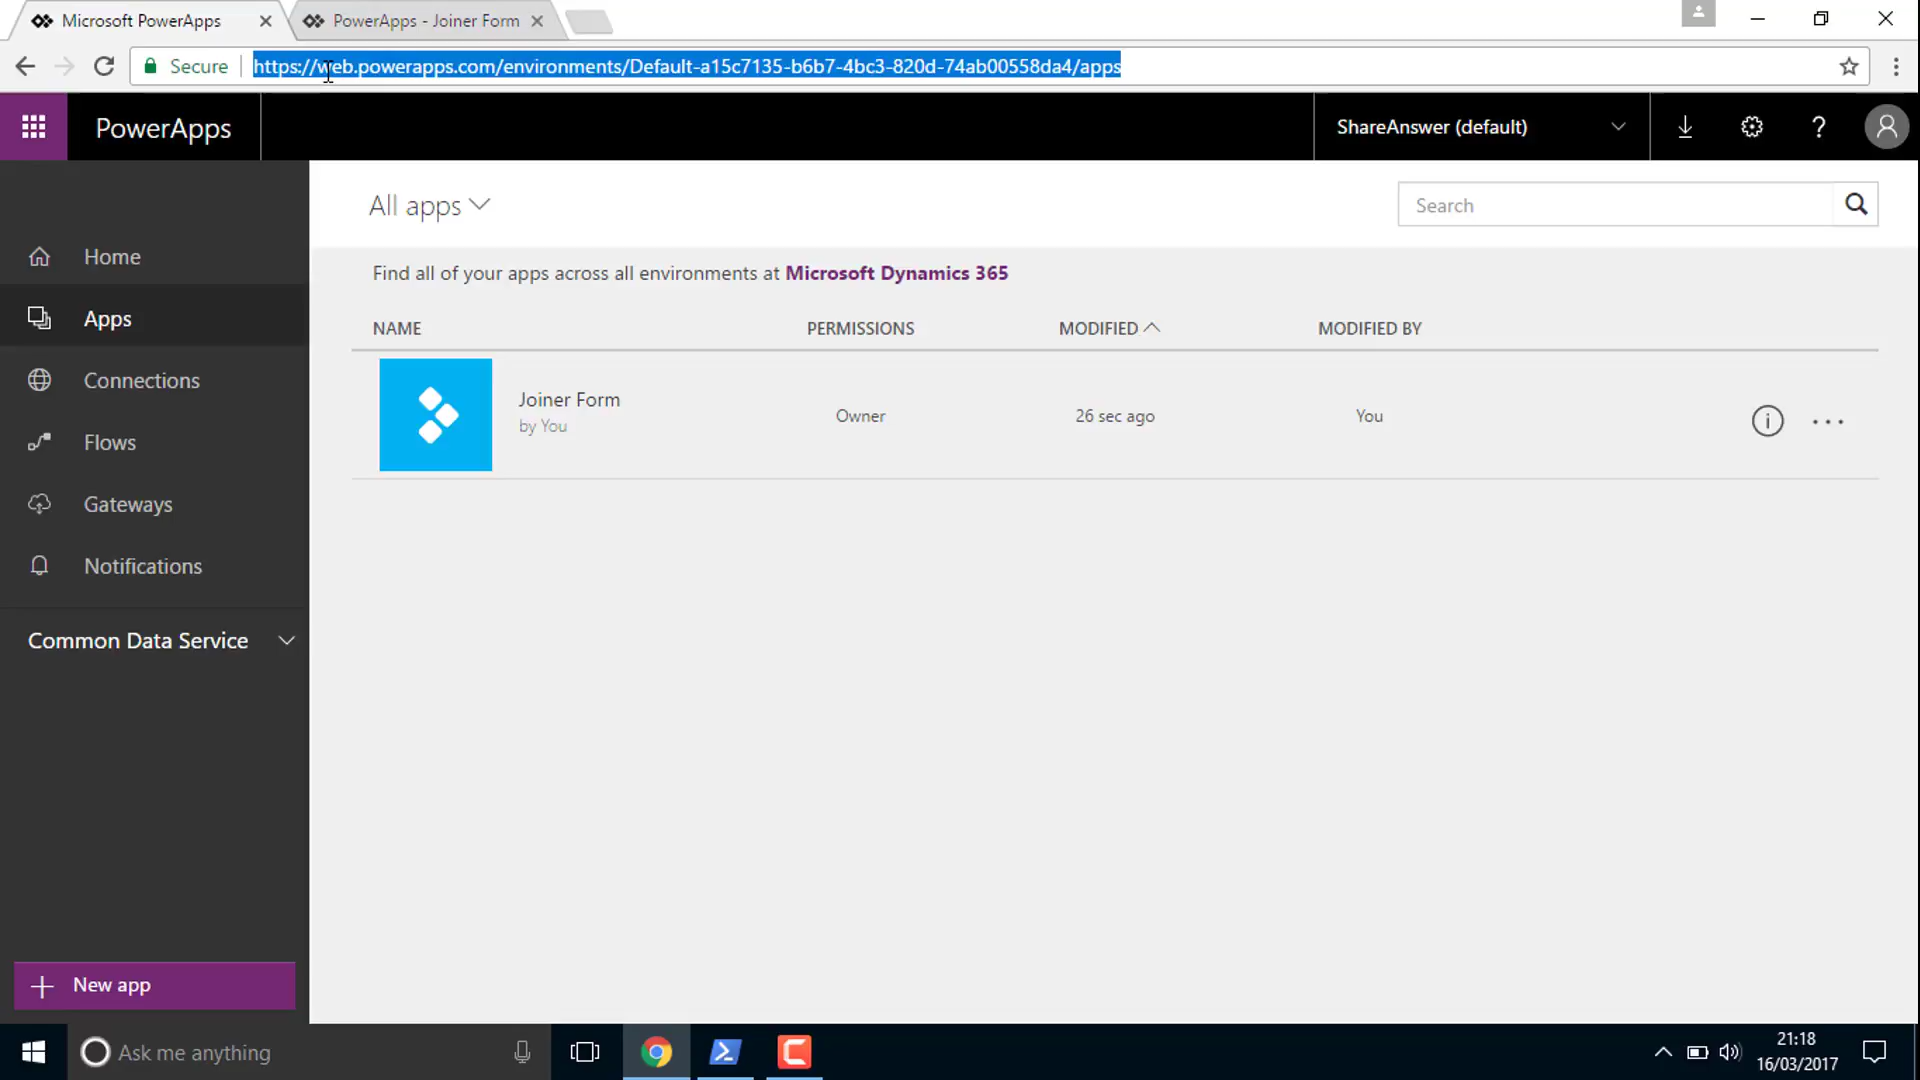 Microsoft PowerApps
PowerApps - Joiner Form
Secure
https://web.powerapps.com/environments/Default-a15c7135-b6b7-4bc3-820d-74ab00558da4/apps
PowerApps
ShareAnswer (default)
?
All apps
Search
Home
Apps
Connections
Flows
Gateways
Notifications
Common Data Service
New app
Find all of your apps across all environments at Microsoft Dynamics 365
NAME PERMISSIONS MODIFIED MODIFIED BY
Joiner Form
by You
Owner
26 sec ago
You
Ask me anything
21:18
16/03/2017